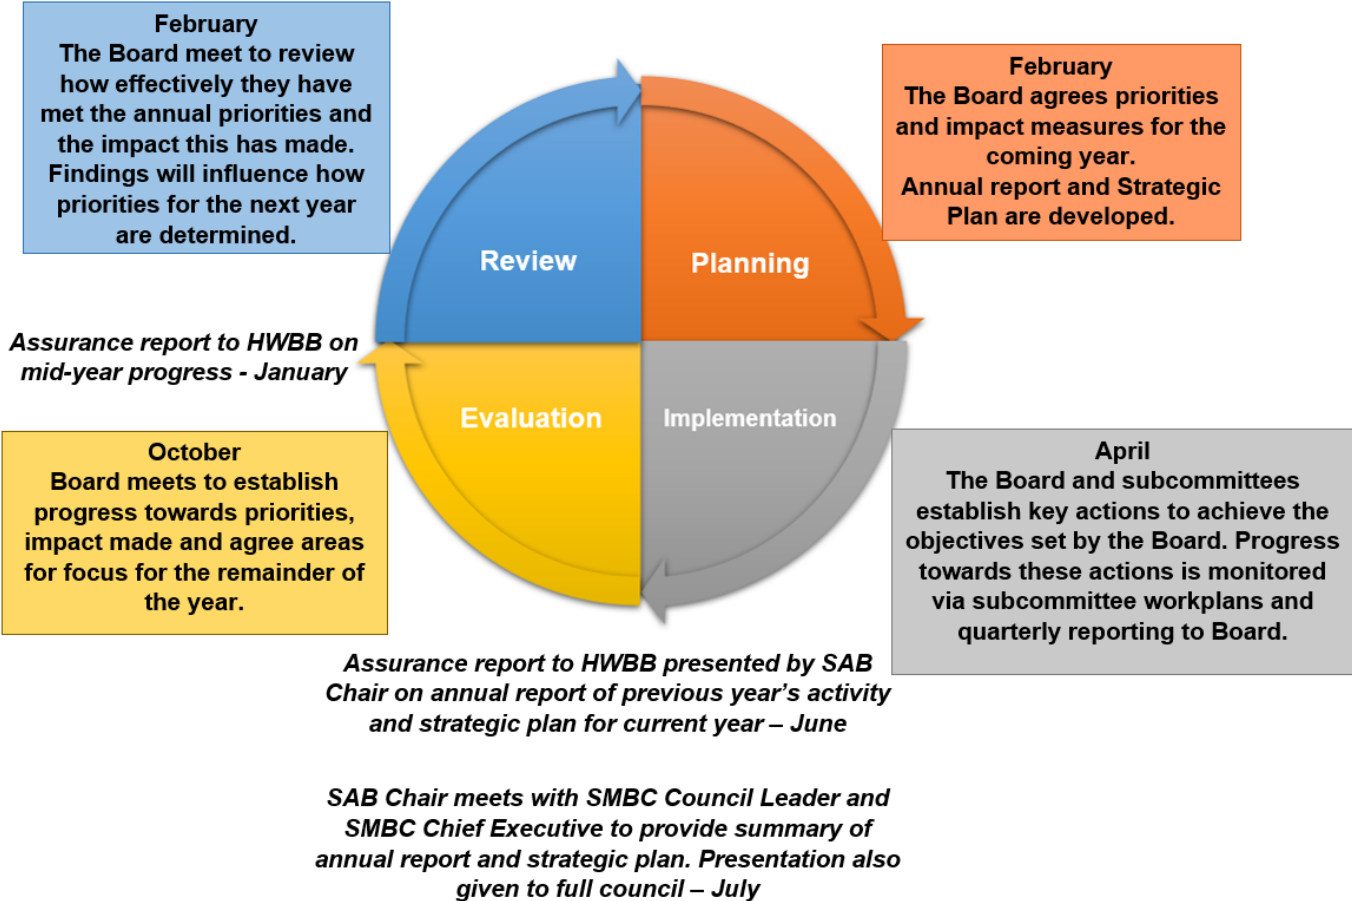 February
The Board meet to review
how effectively they have
met the annual priorities and
the impact this has made.
Findings will influence how
priorities for the next year
are determined.
February
The Board agrees priorities
and impact measures for the
coming year.
Annual report and Strategic
Plan are developed.
Review
Planning
Assurance report to HWBB on
mid-year progress - January
Evaluation
Implementation
October
Board meets to establish
progress towards priorities,
impact made and agree areas
for focus for the remainder of
the year.
April
The Board and subcommittees
establish key actions to achieve the
objectives set by the Board. Progress
towards these actions is monitored
via subcommittee workplans and
quarterly reporting to Board.
Assurance report to HWBB presented by SAB
Chair on annual report of previous year’s activity
and strategic plan for current year – June
SAB Chair meets with SMBC Council Leader and
SMBC Chief Executive to provide summary of
annual report and strategic plan. Presentation also
given to full council – July